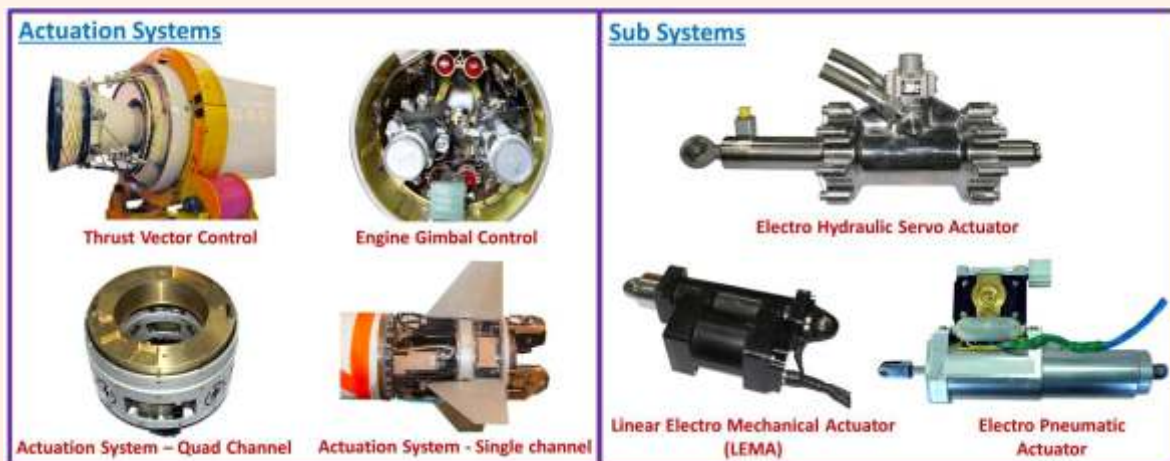 Actuation Systems
Thrust Vector Control
Engine Gimbal Control
Actuation System – Quad Channel
Actuation System - Single channel
Sub Systems
Electro Hydraulic Servo Actuator
Linear Electro Mechanical Actuator
(LEMA)
Electro Pneumatic
Actuator